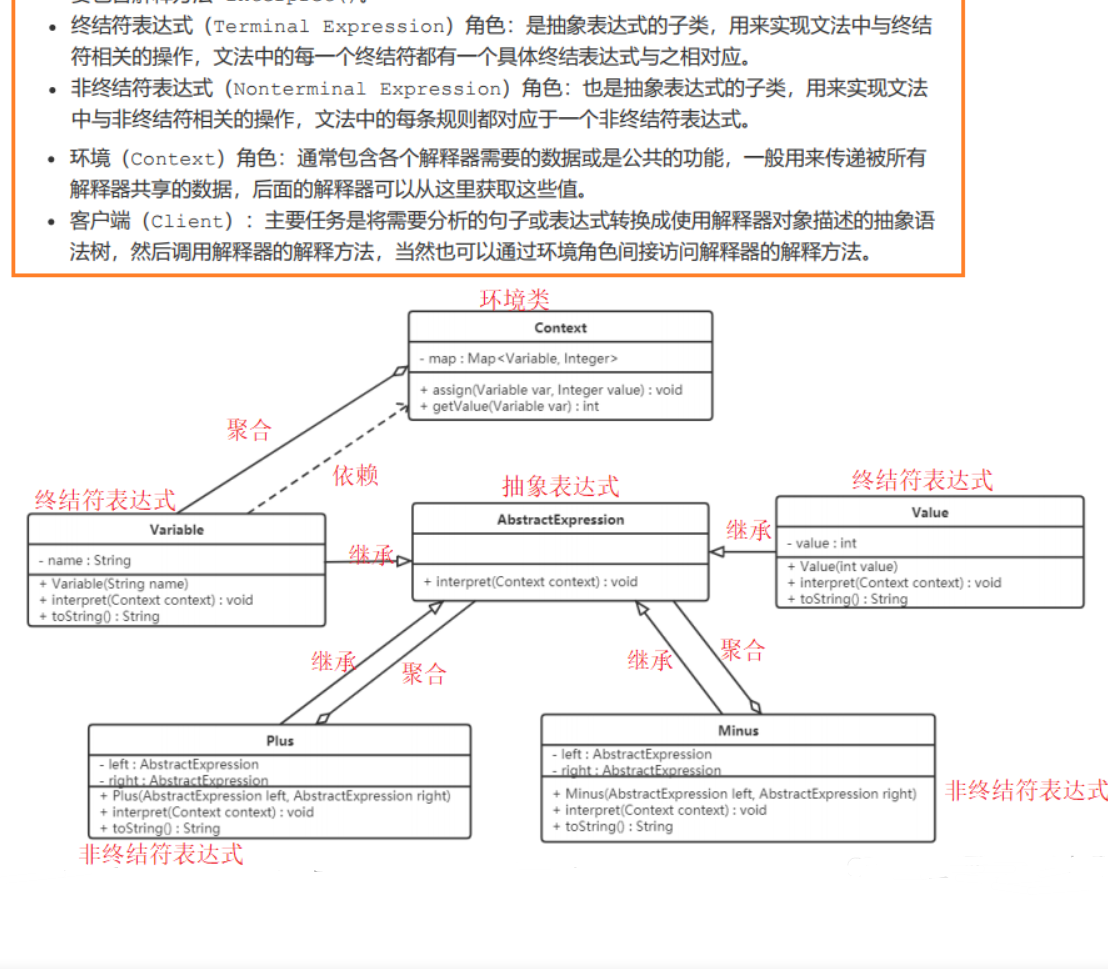 终结符表达式（Terminal Expression）角色：是抽象表达式的子类，用来实现文法中与终结
符相关的操作，文法中的每一个终结符都有一个具体终结表达式与之相对应。
非终结符表达式（Nonterminal Expression）角色：也是抽象表达式的子类，用来实现文法
中与非终结符相关的操作，文法中的每条规则都对应于一个非终结符表达式。
环境（Context）角色：通常包含各个解释器需要的数据或是公共的功能，一般用来传递被所有
解释器共享的数据，后面的解释器可以从这里获取这些值。
客户端（Client）：主要任务是将需要分析的句子或表达式转换成使用解释器对象描述的抽象语
法树，然后调用解释器的解释方法，当然也可以通过环境角色间接访问解释器的解释方法。
环境类
Context
- map : Map<Variable, Integer>
+ assign(Variable var, Integer value) : void
+ getValue(Variable var) : int
聚合
依赖
终结符表达式
Variable
- name : String
+ Variable(String name)
+ interpret(Context context) : void
+ toString() : String
继承
抽象表达式
AbstractExpression
+ interpret(Context context) : void
继承
终结符表达式
Value
- value : int
+ Value(int value)
+ interpret(Context context) : void
+ toString() : String
继承
聚合
继承
聚合
Plus
- left : AbstractExpression
- right : AbstractExpression
+ Plus(AbstractExpression left, AbstractExpression right)
+ interpret(Context context) : void
+ toString() : String
非终结符表达式
Minus
- left : AbstractExpression
- right : AbstractExpression
+ Minus(AbstractExpression left, AbstractExpression right)
+ interpret(Context context) : void
+ toString() : String
非终结符表达式